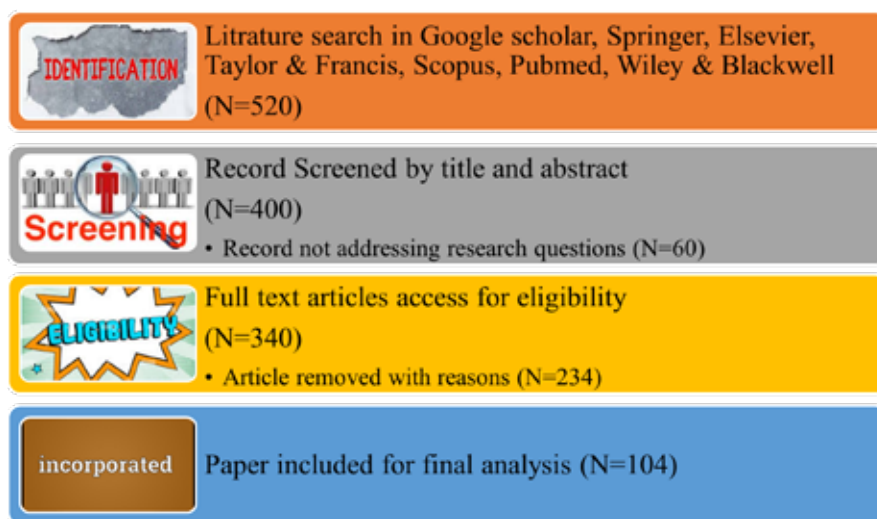 IDENTIFICATION
Litrature search in Google scholar, Springer, Elsevier,
Taylor & Francis, Scopus, Pubmed, Wiley & Blackwell
(N=520)
Screening
Record Screened by title and abstract
(N=400)
• Record not addressing research questions (N=60)
ELIGIBILITY
Full text articles access for eligibility
(N=340)
• Article removed with reasons (N=234)
incorporated
Paper included for final analysis (N=104)